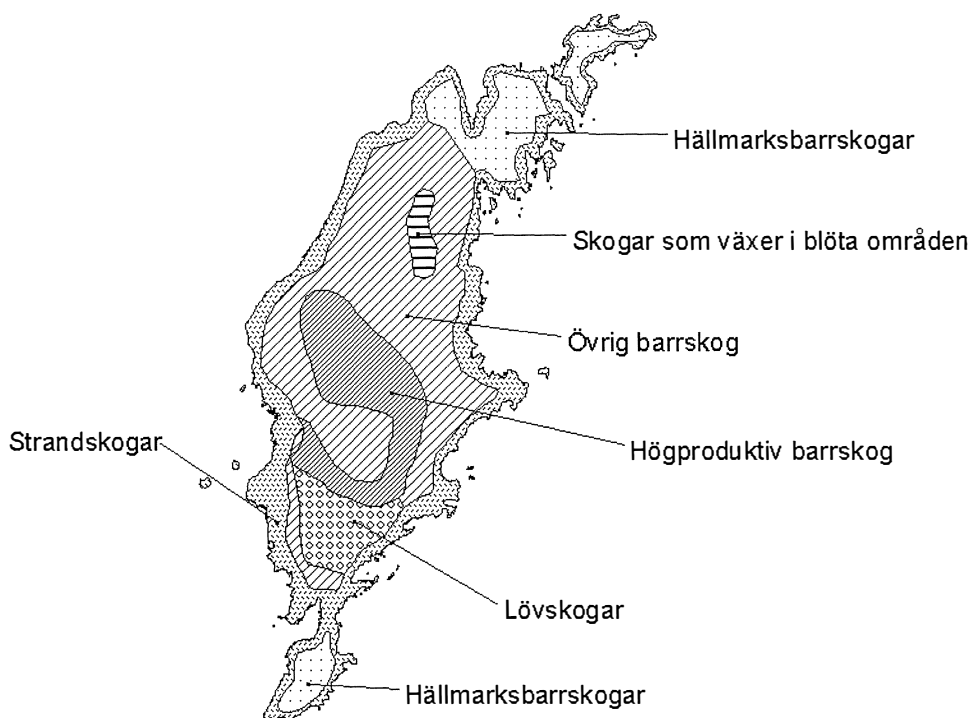 Hällmarksbarrskogar
Skogar som växer i blöta områden
Övrig barrskog
Strandskogar
Högproduktiv barrskog
Lövskogar
Hällmarksbarrskogar